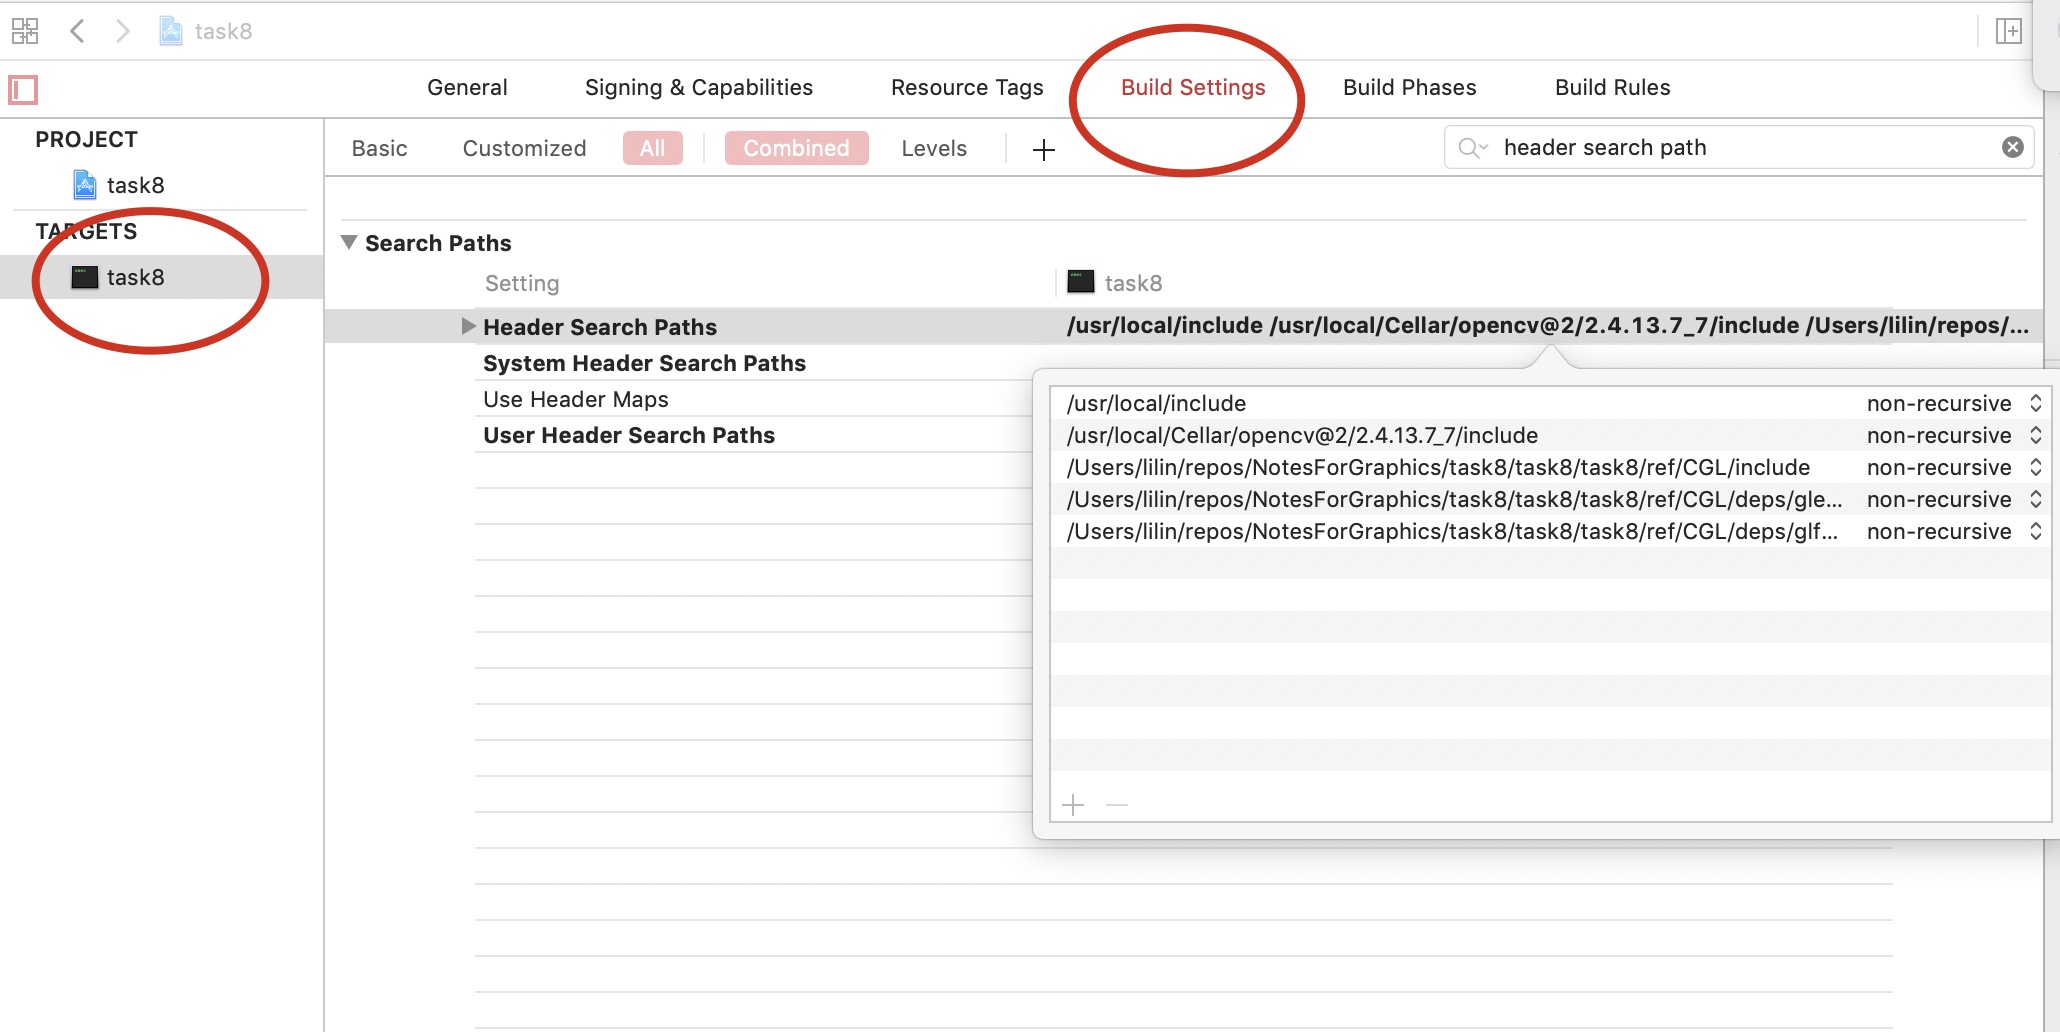 task8
General Signing & Capabilities Resource Tags Build Settings Build Phases Build Rules
PROJECT
task8
TARGETS
task8
Basic Customized All Combined Levels
header search path
Search Paths
Setting task8
Header Search Paths /usr/local/include /usr/local/Cellar/opencv@2/2.4.13.7_7/include /Users/lilin/repos/...
System Header Search Paths
Use Header Maps
User Header Search Paths
/usr/local/include non-recursive
/usr/local/Cellar/opencv@2/2.4.13.7_7/include non-recursive
/Users/lilin/repos/NotesForGraphics/task8/task8/task8/ref/CGL/include non-recursive
/Users/lilin/repos/NotesForGraphics/task8/task8/task8/ref/CGL/deps/gle... non-recursive
/Users/lilin/repos/NotesForGraphics/task8/task8/task8/ref/CGL/deps/glf... non-recursive